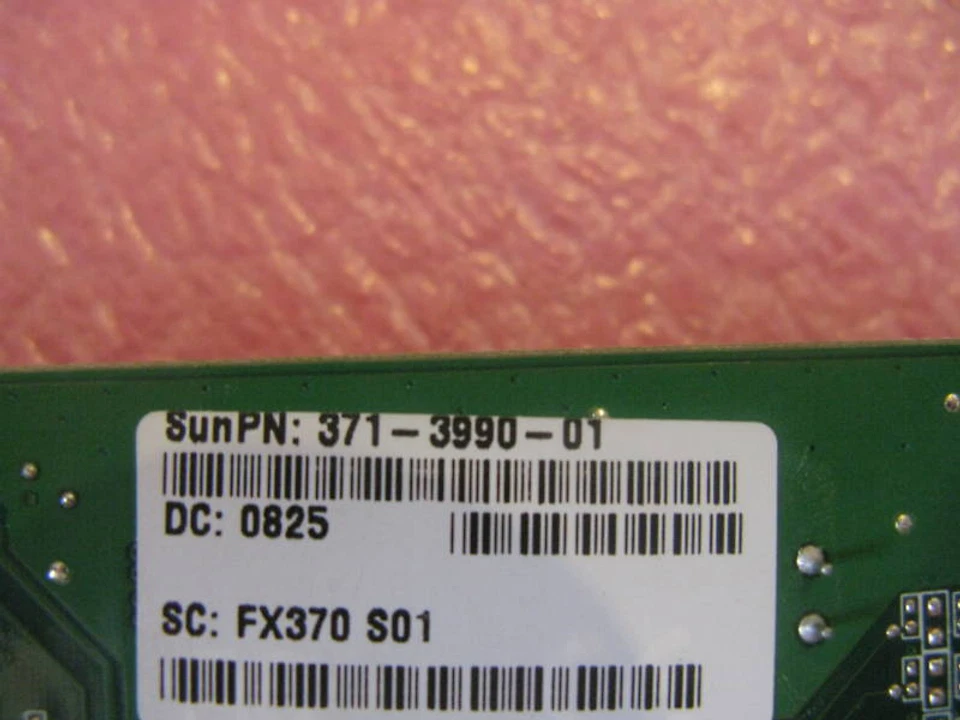 SunPN: 371-3990-01
DC: 0825
SC: FX370 S01